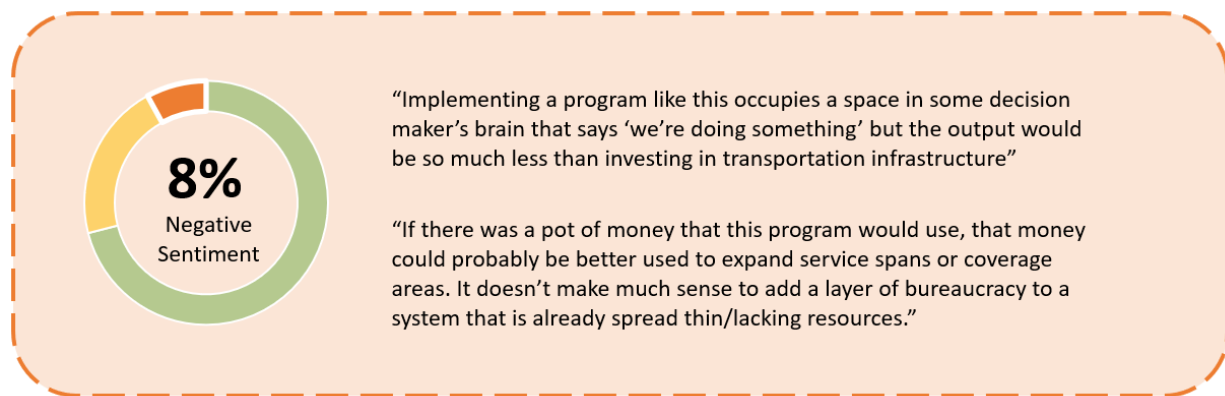 8%
Negative
Sentiment
“Implementing a program like this occupies a space in some decision
maker’s brain that says ‘we’re doing something’ but the output would
be so much less than investing in transportation infrastructure”
“If there was a pot of money that this program would use, that money
could probably be better used to expand service spans or coverage
areas. It doesn’t make much sense to add a layer of bureaucracy to a
system that is already spread thin/lacking resources.”